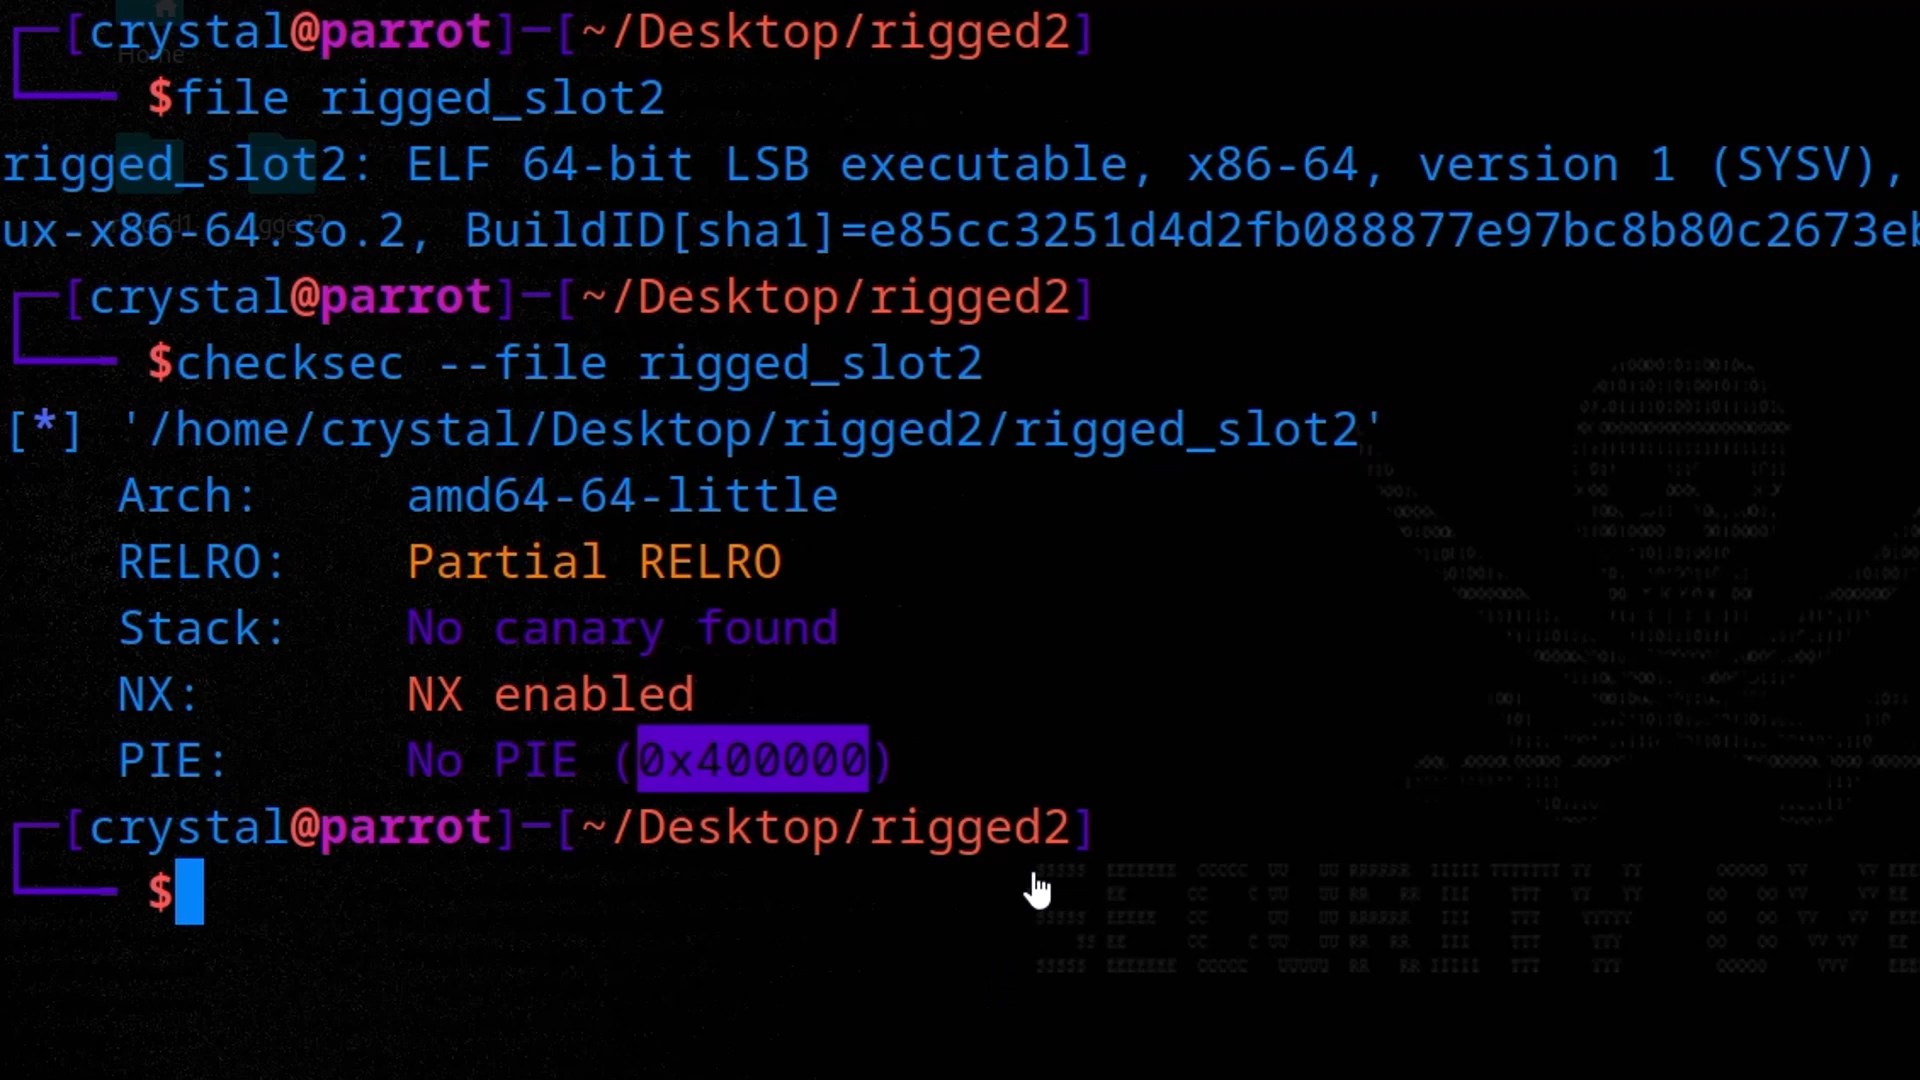 [crystal@parrot]─[~/Desktop/rigged2]
Home
$file rigged_slot2
rigged_slot2: ELF 64-bit LSB executable, x86-64, version 1 (SYSV),
ux-x86-64.so.2, BuildID[sha1]=e85cc3251d4d2fb088877e97bc8b80c2673eb
[crystal@parrot]─[~/Desktop/rigged2]
$checksec --file rigged_slot2
[*] '/home/crystal/Desktop/rigged2/rigged_slot2'
Arch: amd64-64-little
RELRO: Partial RELRO
Stack: No canary found
NX: NX enabled
PIE: No PIE (0x400000)
[crystal@parrot]─[~/Desktop/rigged2]
$